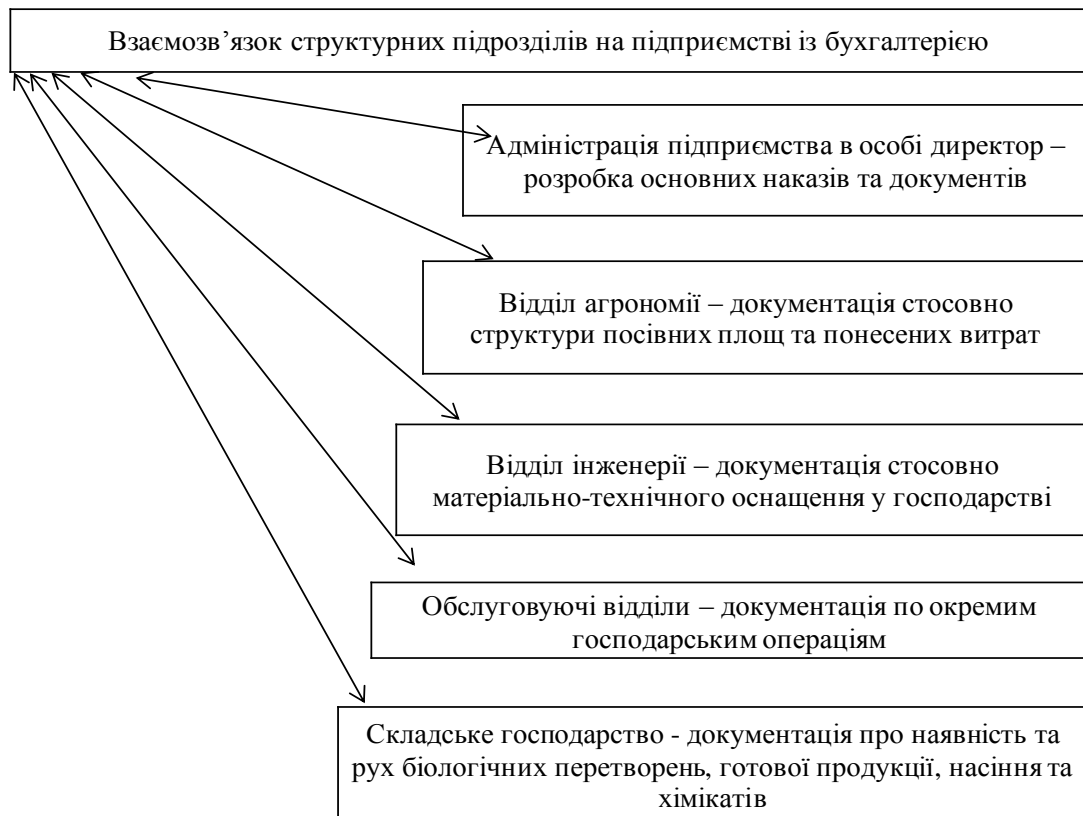 Взаємозв’язок структурних підрозділів на підприємстві із бухгалтерією
Адміністрація підприємства в особі директор –
розробка основних наказів та документів
Відділ агрономії – документація стосовно
структури посівних площ та понесених витрат
Відділ інженерії – документація стосовно
матеріально-технічного оснащення у господарстві
Обслуговуючі відділи – документація по окремим
господарським операціям
Складське господарство - документація про наявність та
рух біологічних перетворень, готової продукції, насіння та
хімікатів